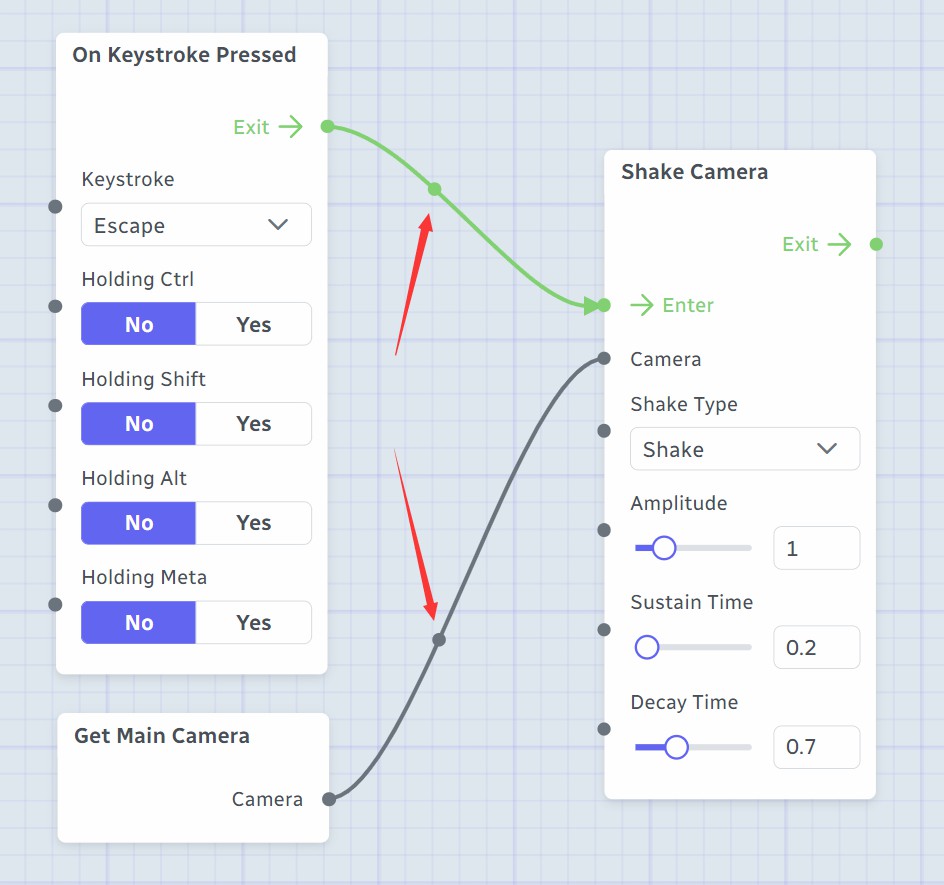 On Keystroke Pressed
Exit
Keystroke
Escape
Holding Ctrl
No Yes
Holding Shift
No Yes
Holding Alt
No Yes
Holding Meta
No Yes
Get Main Camera
Camera
Shake Camera
Exit
Enter
Camera
Shake Type
Shake
Amplitude
1
Sustain Time
0.2
Decay Time
0.7